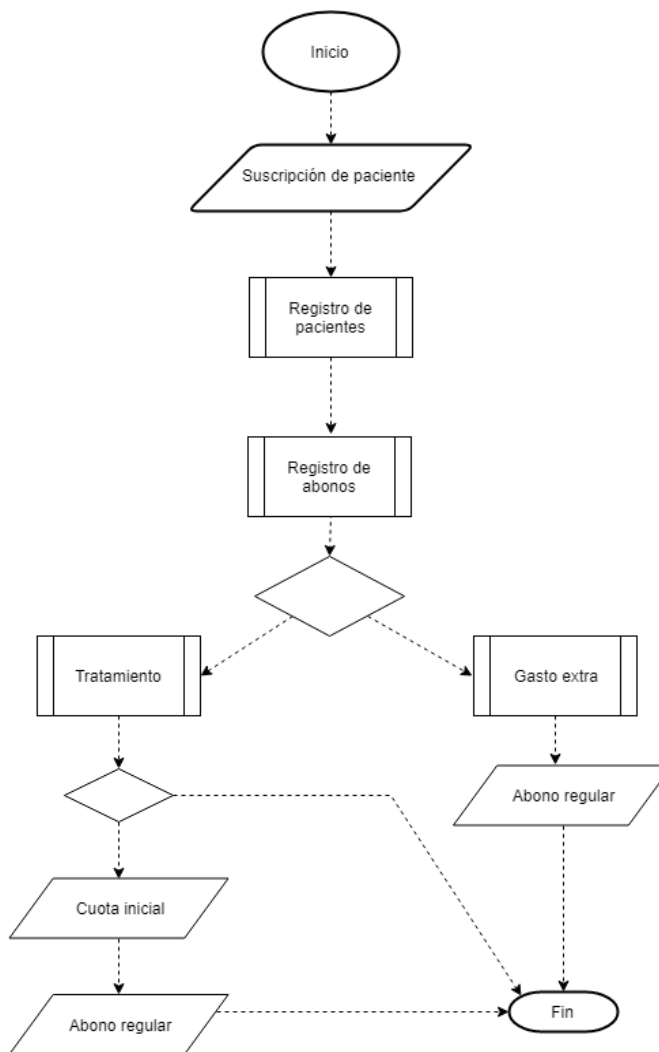 Inicio
Suscripción de paciente
Registro de
pacientes
Registro de
abonos
Tratamiento
Gasto extra
Abono regular
Cuota inicial
Abono regular
Fin